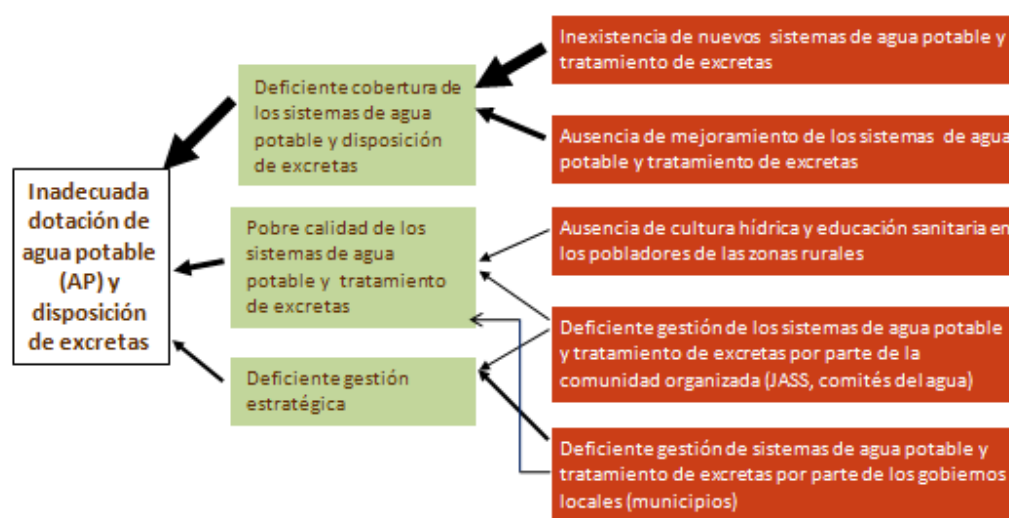 Inadecuada
dotación de
agua potable
(AP) y
disposición
de excretas
Deficiente cobertura de
los sistemas de agua
potable y disposición
de excretas
Pobre calidad de los
sistemas de agua
potable y tratamiento
de excretas
Deficiente gestión
estratégica
Inexistencia de nuevos sistemas de agua potable y
tratamiento de excretas
Ausencia de mejoramiento de los sistemas de agua
potable y tratamiento de excretas
Ausencia de cultura hídrica y educación sanitaria en
los pobladores de las zonas rurales
Deficiente gestión de los sistemas de agua potable
y tratamiento de excretas por parte de la
comunidad organizada (JASS, comités del agua)
Deficiente gestión de sistemas de agua potable y
tratamiento de excretas por parte de los gobiernos
locales (municipios)